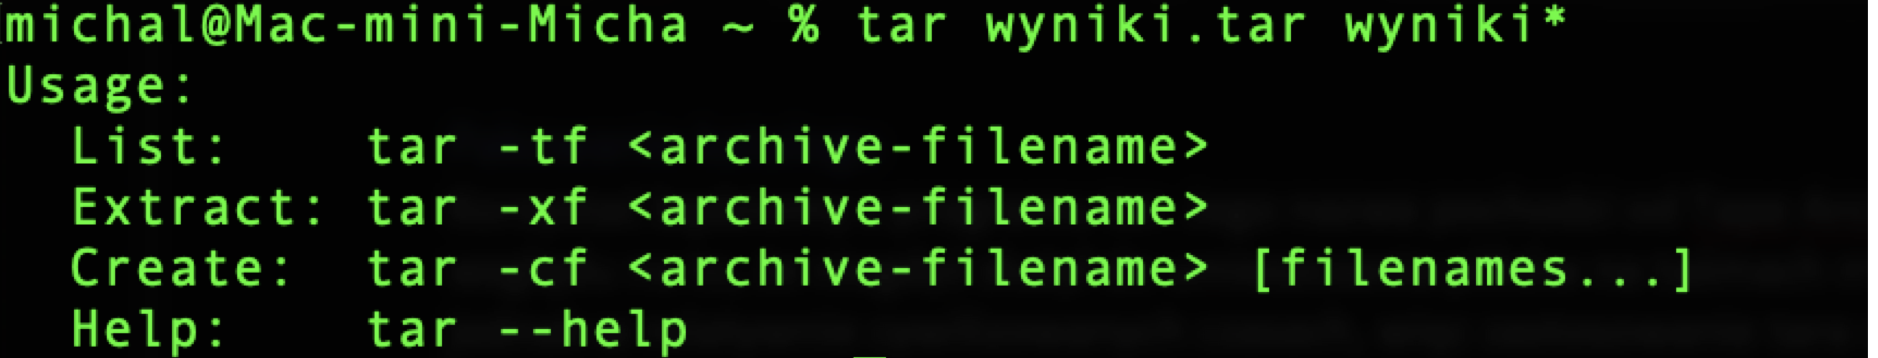 michal@Mac-mini-Micha ~ % tar wyniki.tar wyniki*
Usage:
  List:    tar -tf <archive-filename>
  Extract: tar -xf <archive-filename>
  Create:  tar -cf <archive-filename> [filenames...]
  Help:    tar --help